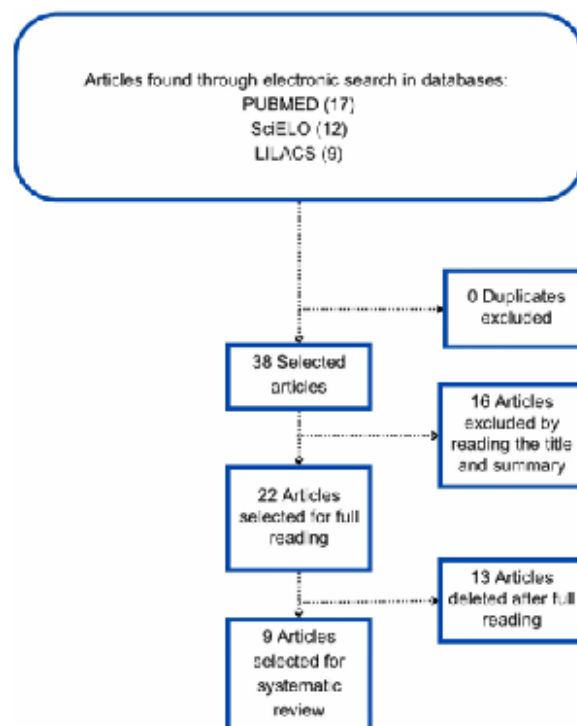 Articles found through electronic search in databases:
PUBMED (17)
SciELO (12)
LILACS (9)
0 Duplicates
excluded
38 Selected
articles
16 Articles
excluded by
reading the title
and summary
22 Articles
selected for full
reading
13 Articles
deleted after full
reading
9 Articles
selected for
systematic
review